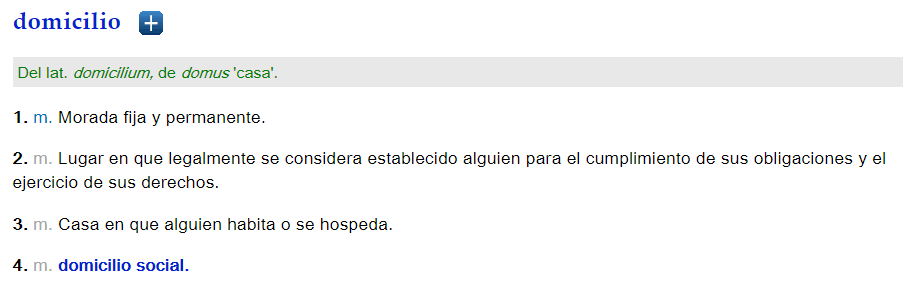 domicilio +
Del lat. domicilium, de domus 'casa'.
1. m. Morada fija y permanente.
2. m. Lugar en que legalmente se considera establecido alguien para el cumplimiento de sus obligaciones y el
ejercicio de sus derechos.
3. m. Casa en que alguien habita o se hospeda.
4. m. domicilio social.